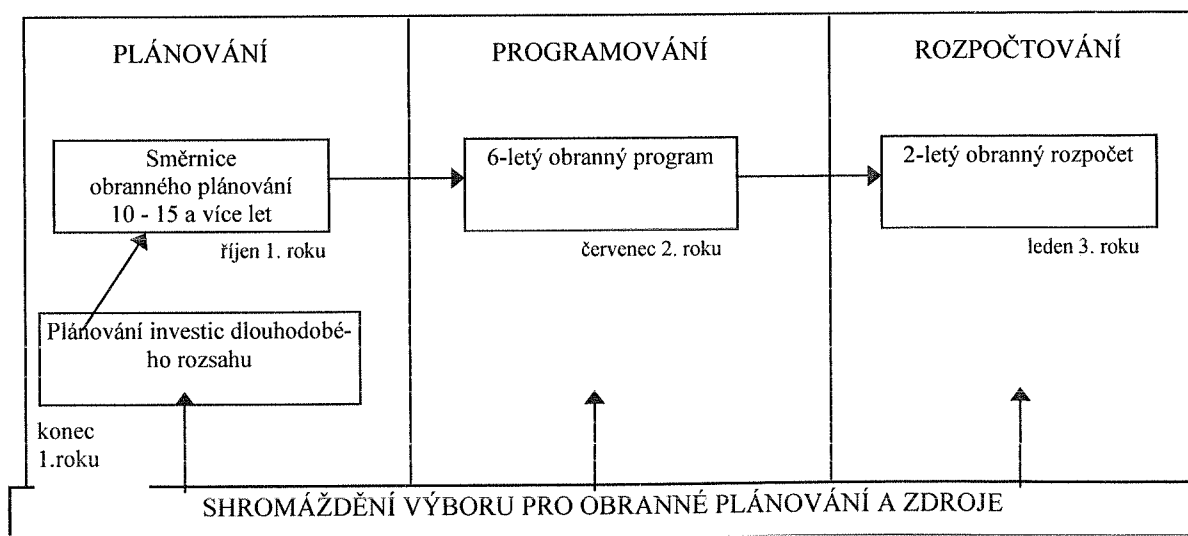 PLÁNOVÁNÍ
Směrnice
obranného plánování
10 - 15 a více let
říjen 1. roku
Plánování investic dlouhodobé-
ho rozsahu
konec
1.roku
PROGRAMOVÁNÍ
6-letý obranný program
červenec 2. roku
ROZPOČTOVÁNÍ
2-letý obranný rozpočet
leden 3. roku
SHROMÁŽDĚNÍ VÝBORU PRO OBRANNÉ PLÁNOVÁNÍ A ZDROJE